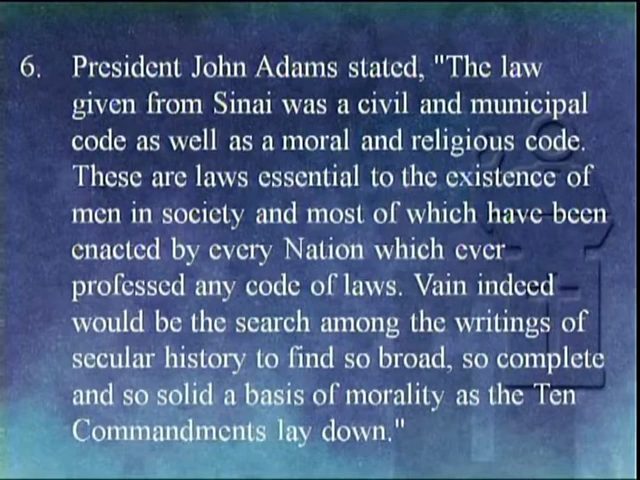 6. President John Adams stated, "The law
given from Sinai was a civil and municipal
code as well as a moral and religious code.
These are laws essential to the existence of
men in society and most of which have been
enacted by every Nation which ever
professed any code of laws. Vain indeed
would be the search among the writings of
secular history to find so broad, so complete
and so solid a basis of morality as the Ten
Commandments lay down."